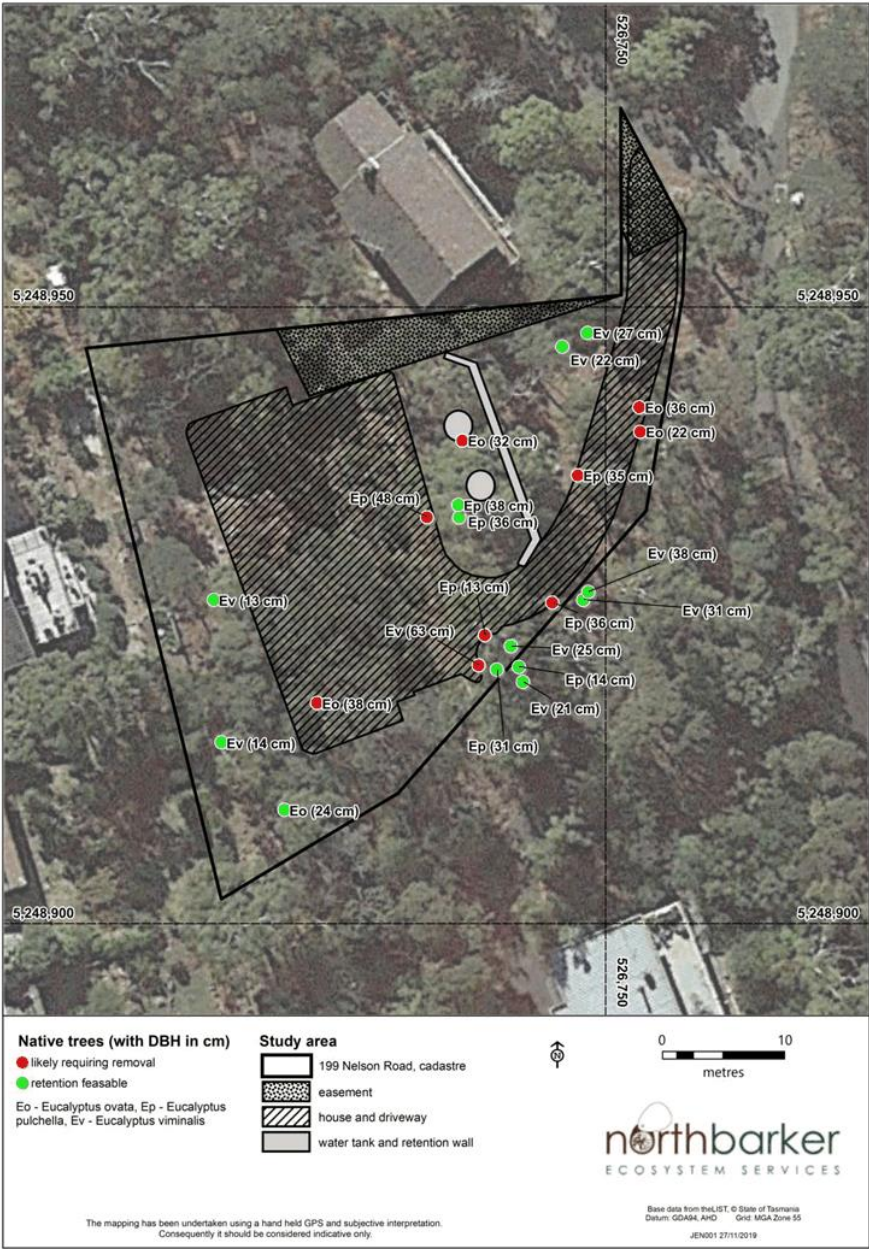 526,750
5,248,950
5,248,950
Ev (27 cm)
Ev (22 cm)
Eo (36 cm)
Eo (22 cm)
Eo (32 cm)
Ep (35 cm)
Ep (48 cm)
Ep (38 cm)
Ep (36 cm)
Ev (38 cm)
Ep (13 cm)
Ev (13 cm)
Ev (31 cm)
Ep (36 cm)
Ev (63 cm)
Ev (25 cm)
Ep (14 cm)
Eo (38 cm)
Ev (21 cm)
Ev (14 cm)
Ep (31 cm)
Eo (24 cm)
5,248,900
5,248,900
526,750
Native trees (with DBH in cm)
likely requiring removal
retention feasable
Eo - Eucalyptus ovata, Ep - Eucalyptus
pulchella, Ev - Eucalyptus viminalis
Study area
199 Nelson Road, cadastre
easement
house and driveway
water tank and retention wall
N
0 10
metres
northbarker
ECOSYSTEM SERVICES
The mapping has been undertaken using a hand held GPS and subjective interpretation.
Consequently it should be considered indicative only.
Base data from theLIST, © State of Tasmania
Datum: GDA94, AHD Grid: MGA Zone 55
JEN001 27/11/2019